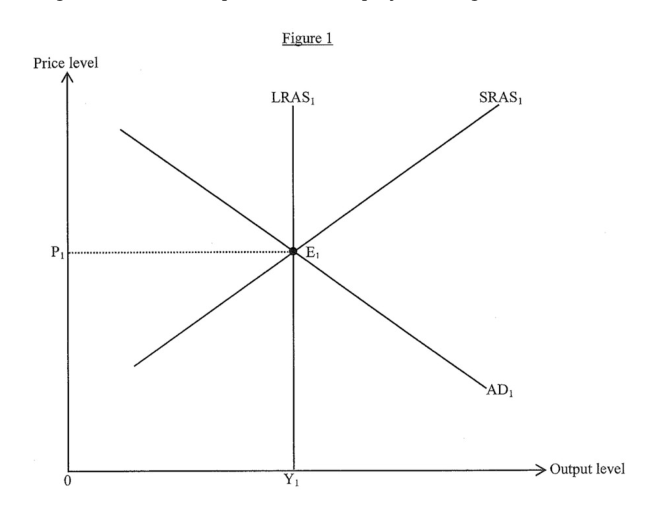 Figure 1
Price level
LRAS₁
SRAS₁
P₁
E₁
AD₁
Output level
0
Y₁